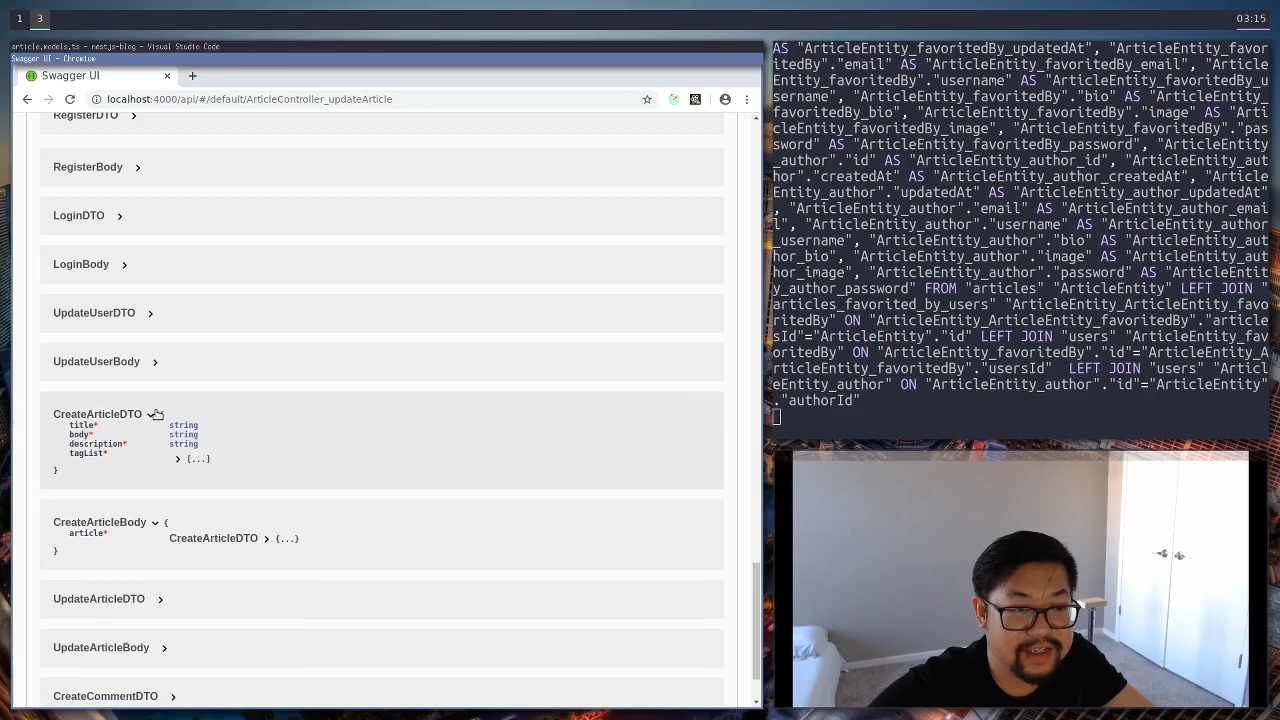 1 3 03:15
article.models.ts - nestjs-blog - Visual Studio Code
Swagger UI - Chromium
Swagger UI
localhost:4000/api/#/default/ArticleController_updateArticle
RegisterDTO
RegisterBody
LoginDTO
LoginBody
UpdateUserDTO
UpdateUserBody
CreateArticleDTO
title* string
body* string
description* string
tagList*
[...]
}
CreateArticleBody {
article*
CreateArticleDTO {...}
}
UpdateArticleDTO
UpdateArticleBody
CreateCommentDTO
AS "ArticleEntity_favoritedBy_updatedAt", "ArticleEntity_favor
itedBy"."email" AS "ArticleEntity_favoritedBy_email", "Article
Entity_favoritedBy"."username" AS "ArticleEntity_favoritedBy_u
sername", "ArticleEntity_favoritedBy"."bio" AS "ArticleEntity_
favoritedBy_bio", "ArticleEntity_favoritedBy"."image" AS "Arti
cleEntity_favoritedBy_image", "ArticleEntity_favoritedBy"."pas
sword" AS "ArticleEntity_favoritedBy_password", "ArticleEntity
_author"."id" AS "ArticleEntity_author_id", "ArticleEntity_aut
hor"."createdAt" AS "ArticleEntity_author_createdAt", "Article
Entity_author"."updatedAt" AS "ArticleEntity_author_updatedAt"
, "ArticleEntity_author"."email" AS "ArticleEntity_author_emai
l", "ArticleEntity_author"."username" AS "ArticleEntity_author
_username", "ArticleEntity_author"."bio" AS "ArticleEntity_aut
hor_bio", "ArticleEntity_author"."image" AS "ArticleEntity_aut
hor_image", "ArticleEntity_author"."password" AS "ArticleEntit
y_author_password" FROM "articles" "ArticleEntity" LEFT JOIN "
articles_favorited_by_users" "ArticleEntity_ArticleEntity_favo
ritedBy" ON "ArticleEntity_ArticleEntity_favoritedBy"."article
sId"="ArticleEntity"."id" LEFT JOIN "users" "ArticleEntity_fav
oritedBy" ON "ArticleEntity_favoritedBy"."id"="ArticleEntity_A
rticleEntity_favoritedBy"."usersId"  LEFT JOIN "users" "Articl
eEntity_author" ON "ArticleEntity_author"."id"="ArticleEntity"
."authorId"